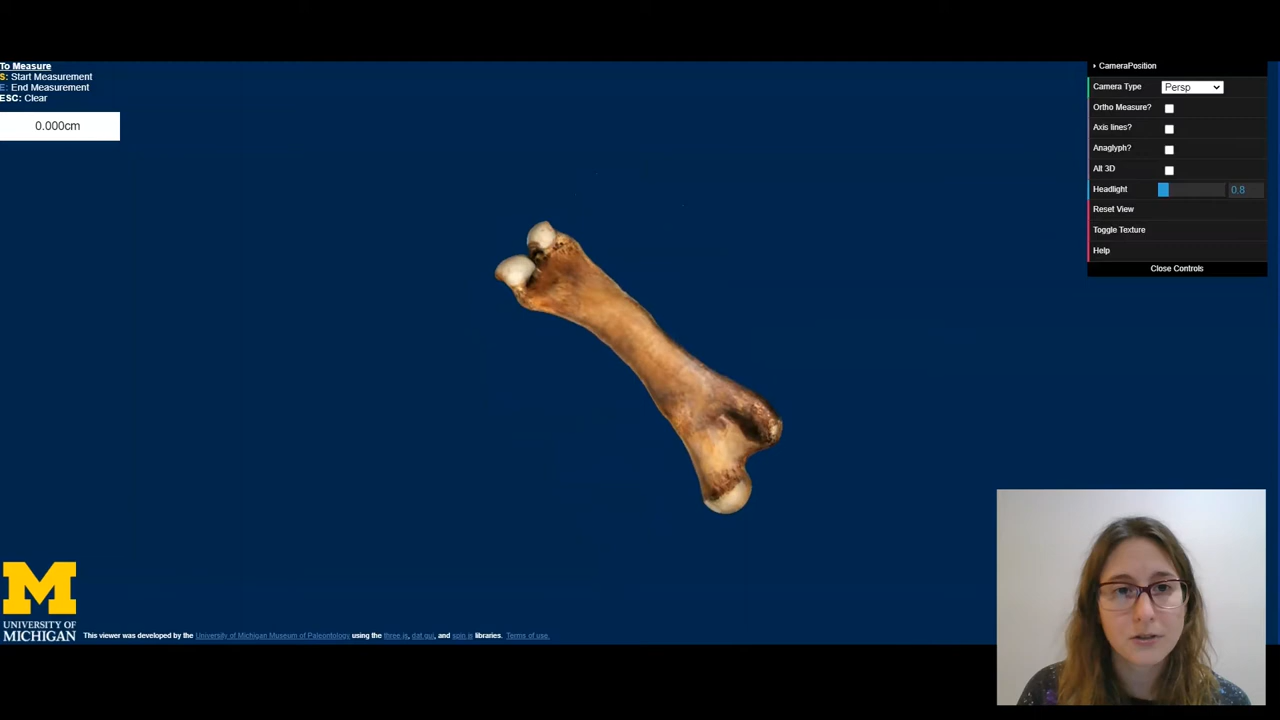 To Measure
S: Start Measurement
E: End Measurement
ESC: Clear
0.000cm
CameraPosition
Camera Type Persp
Ortho Measure?
Axis lines?
Anaglyph?
Alt 3D
Headlight 0.8
Reset View
Toggle Texture
Help
Close Controls
M
UNIVERSITY OF
MICHIGAN
This viewer was developed by the University of Michigan Museum of Paleontology using the three.js, dat.gui, and spin.js libraries. Terms of use.